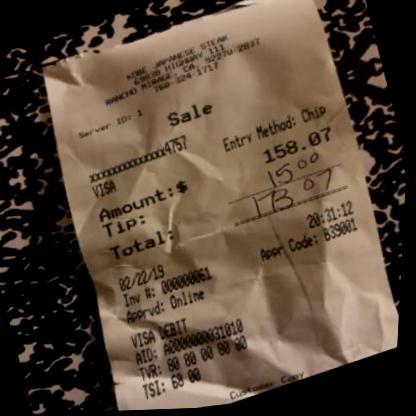 KOBE JAPANESE STEAK
69838 HIGHWAY 111
RANCHO MIRAGE, CA. 92270-2837
760-324-1717
Server ID: 1
Sale
xxxxxxxxxxxx4757
VISA Entry Method: Chip
Amount:$ 158.07
Tip: 15.00
Total: 173.07
02/22/19 20:31:12
Inv #: 000000061 Appr Code: B39001
Apprvd: Online
VISA DEBIT
AID: A0000000031010
TVR: 80 80 00 80 00
TSI: 68 00
Customer Copy